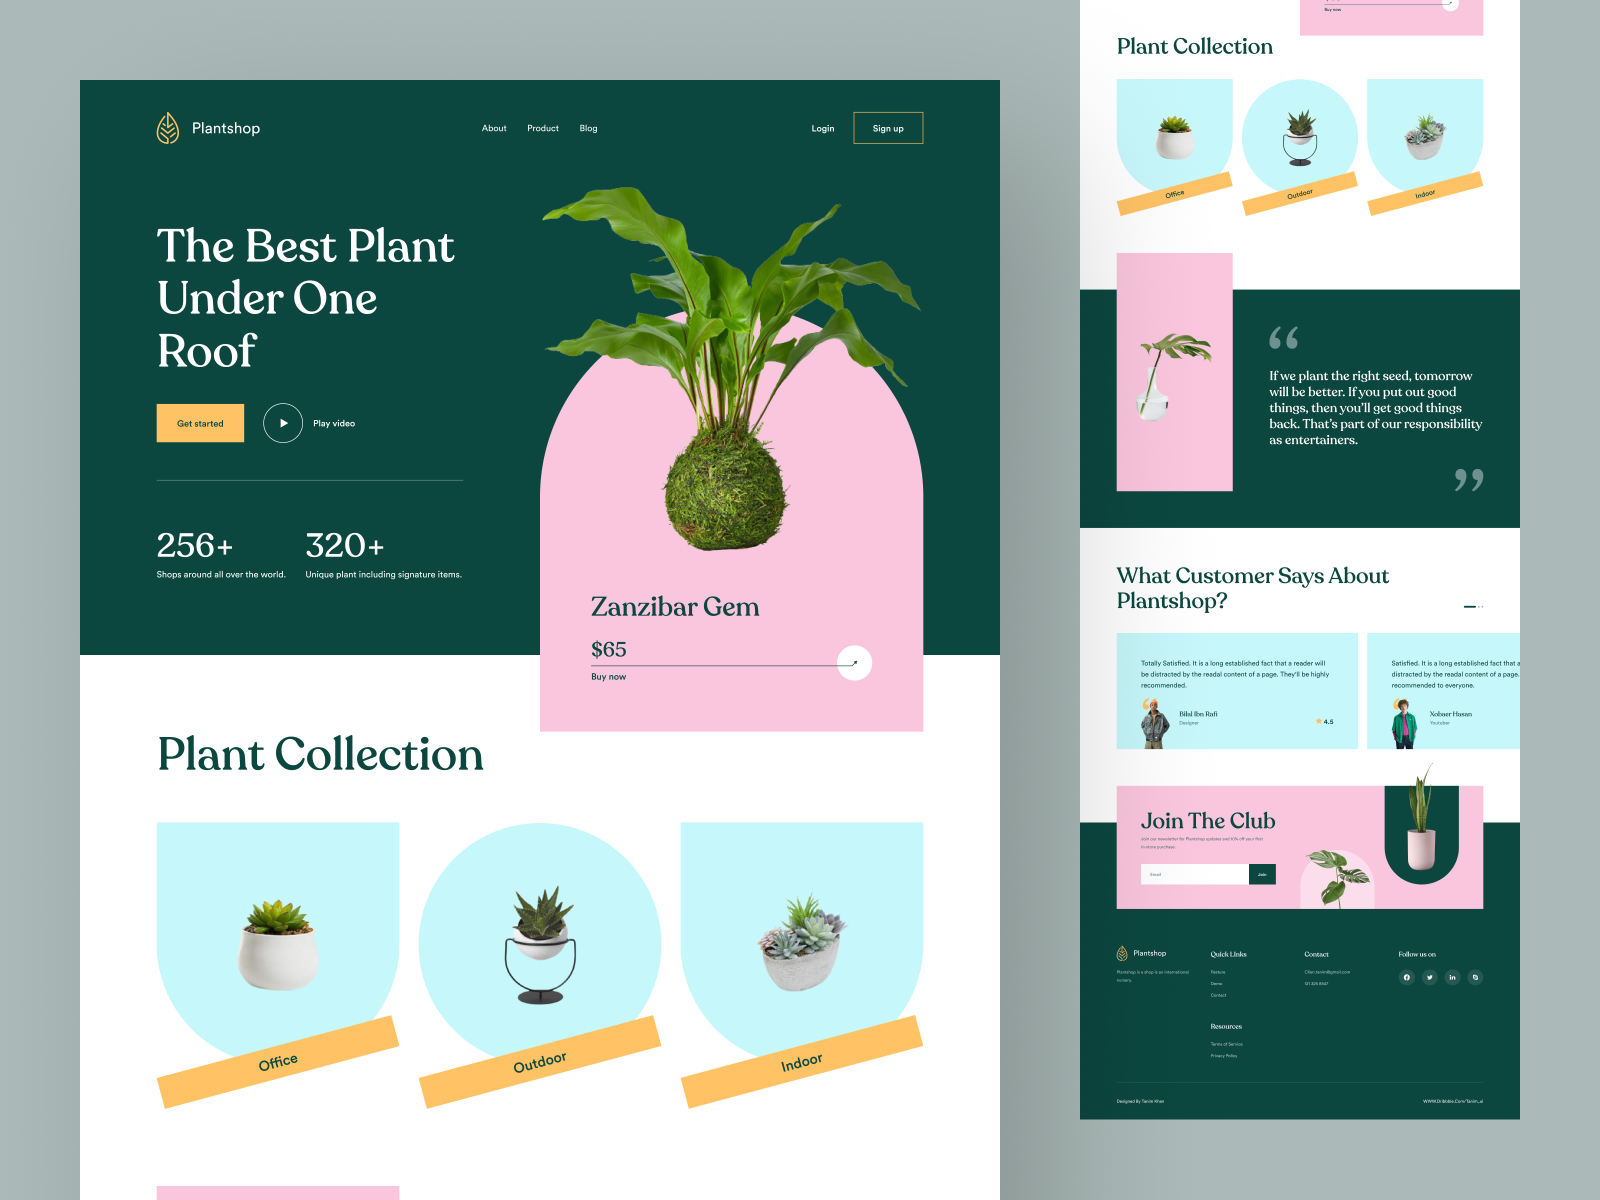 Plantshop
About
Product
Blog
Login
Sign up
The Best Plant
Under One
Roof
Get started
Play video
256+
Shops around all over the world.
320+
Unique plant including signature items.
Zanzibar Gem
$65
Buy now
Plant Collection
Office
Outdoor
Indoor
Buy now
Plant Collection
Office
Outdoor
Indoor
“
If we plant the right seed, tomorrow
will be better. If you put out good
things, then you’ll get good things
back. That’s part of our responsibility
as entertainers.
”
What Customer Says About
Plantshop?
Totally Satisfied. It is a long established fact that a reader will
be distracted by the readal content of a page. They’ll be highly
recommended.
Bilal Ibn Rafi
Designer
4.5
Satisfied. It is a long established fact that a
distracted by the readal content of a page.
recommended to everyone.
Xobaer Hasan
Youtuber
Join The Club
Join our newsletter for Plantshop updates and 10% off your first
in-store purchase.
Email
Join
Plantshop
Plantshop is a shop is an international
nursery.
Quick Links
Feature
Demo
Contact
Resources
Terms of Service
Privacy Policy
Contact
Follow us on
Designed By Tanim Khan
WWW.Dribbble.Com/Tanim_ui